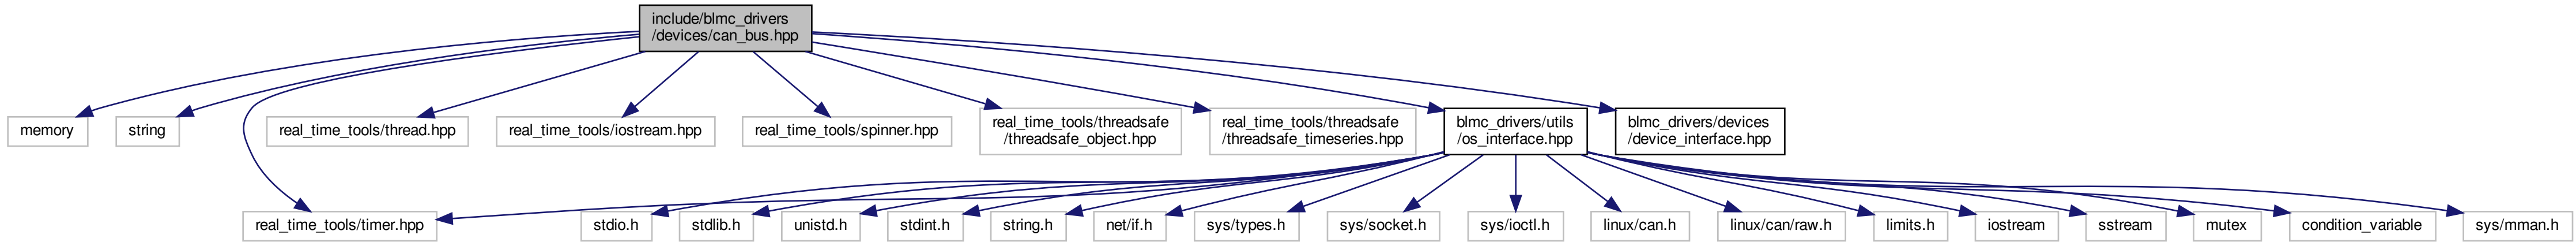 include/blmc_drivers
/devices/can_bus.hpp
memory
string
real_time_tools/thread.hpp
real_time_tools/iostream.hpp
real_time_tools/spinner.hpp
real_time_tools/threadsafe
/threadsafe_object.hpp
real_time_tools/threadsafe
/threadsafe_timeseries.hpp
blmc_drivers/utils
/os_interface.hpp
blmc_drivers/devices
/device_interface.hpp
real_time_tools/timer.hpp
stdio.h
stdlib.h
unistd.h
stdint.h
string.h
net/if.h
sys/types.h
sys/socket.h
sys/ioctl.h
linux/can.h
linux/can/raw.h
limits.h
iostream
sstream
mutex
condition_variable
sys/mman.h